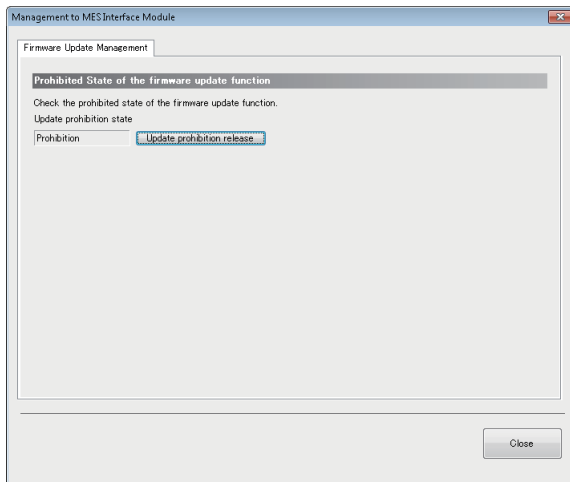 Management to MES Interface Module
Firmware Update Management
Prohibited State of the firmware update function
Check the prohibited state of the firmware update function.
Update prohibition state
Prohibition
Update prohibition release
Close